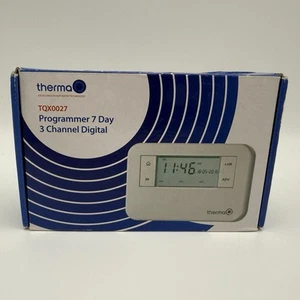 therma
TQX0027
Programmer 7 Day
3 Channel Digital
11:46
therma